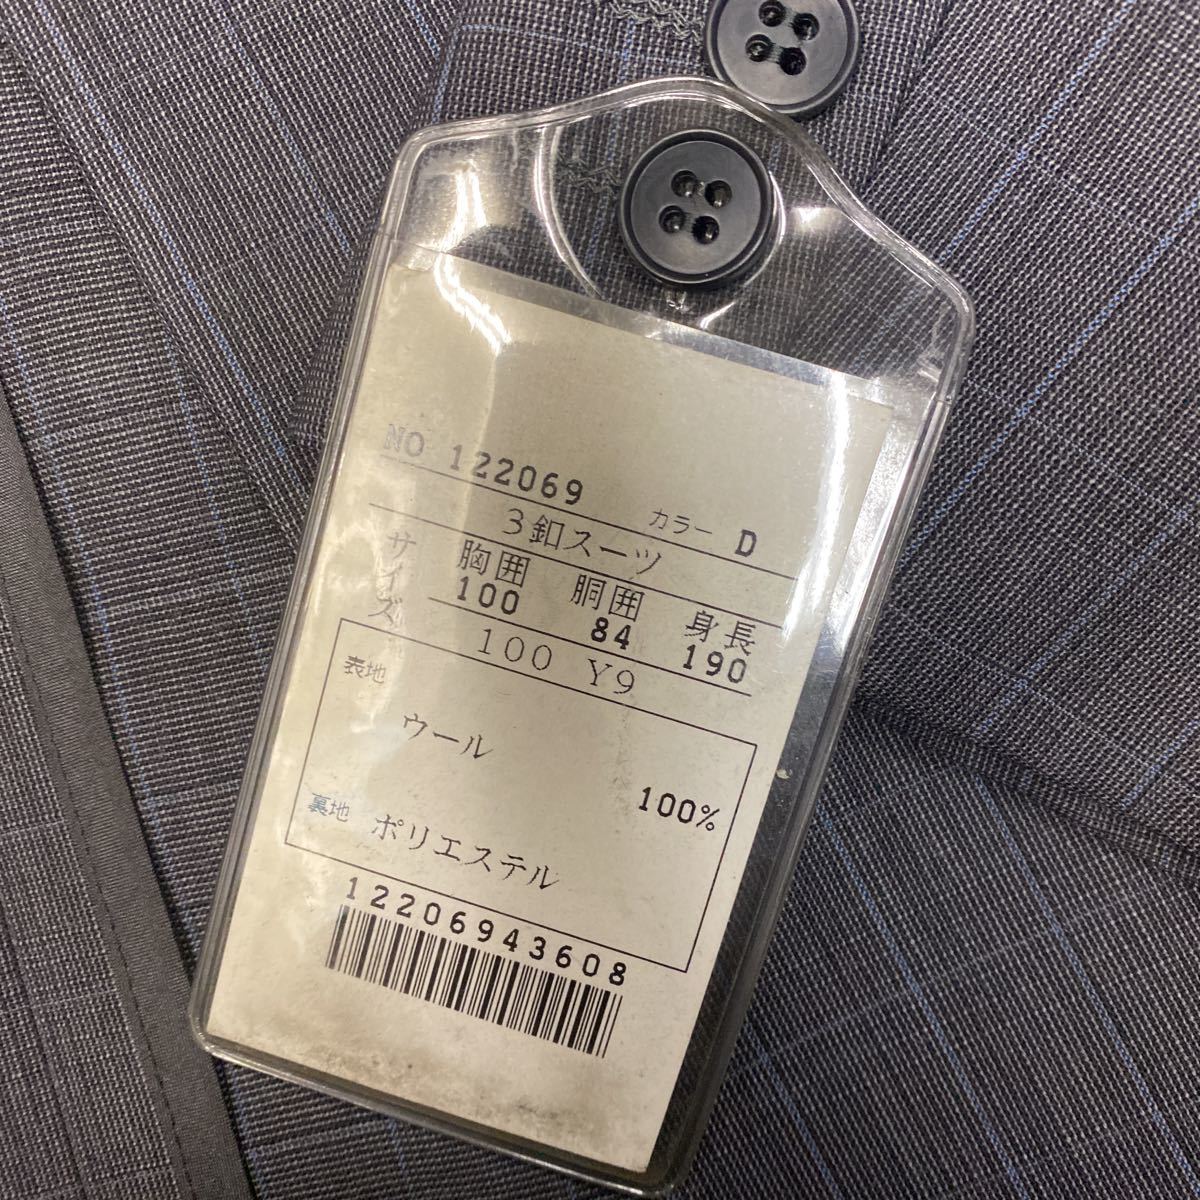 NO 122069 カラー D
3釦スーツ
サイズ 胸囲 胴囲 身長
100 84 190
100 Y9
表地
ウール
100%
裏地 ポリエステル
12206943608